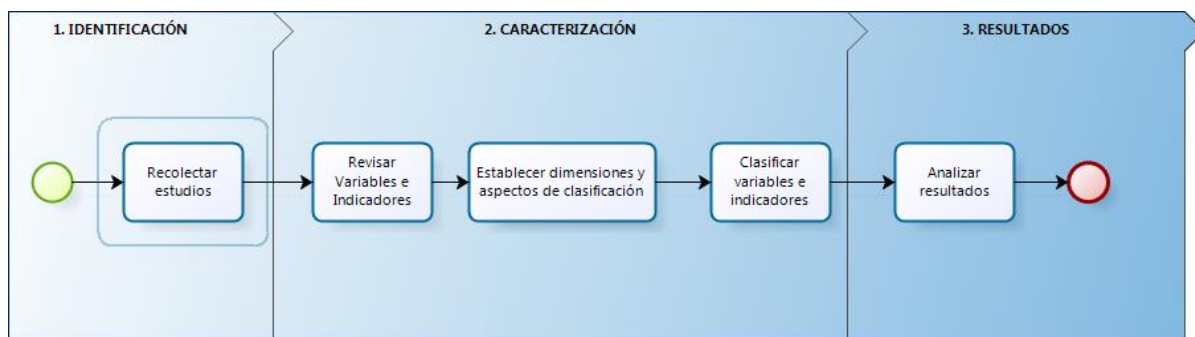 1. IDENTIFICACIÓN
2. CARACTERIZACIÓN
3. RESULTADOS
Recolectar
estudios
Revisar
Variables e
Indicadores
Establecer dimensiones y
aspectos de clasificación
Clasificar
variables e
indicadores
Analizar
resultados